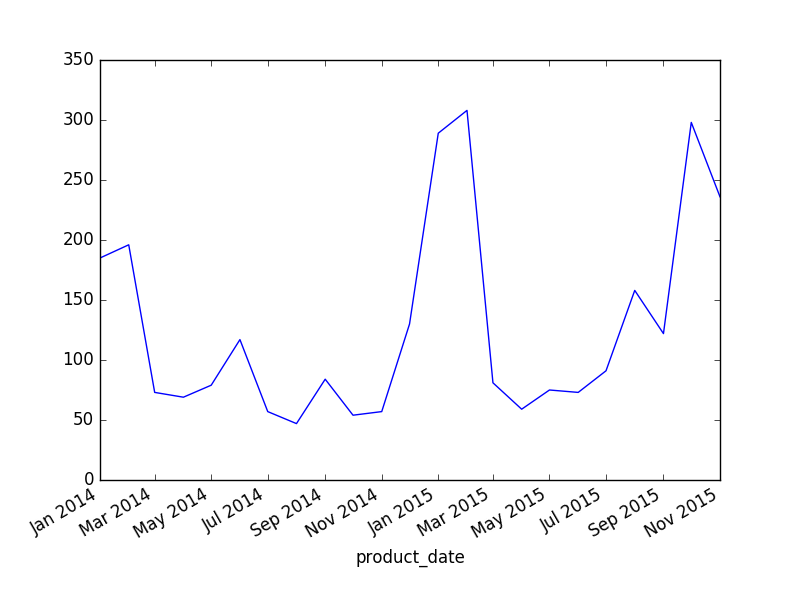 350
300
250
200
150
100
50
0
Jan 2014
Mar 2014
May 2014
Jul 2014
Sep 2014
Nov 2014
Jan 2015
Mar 2015
May 2015
Jul 2015
Sep 2015
Nov 2015
product_date